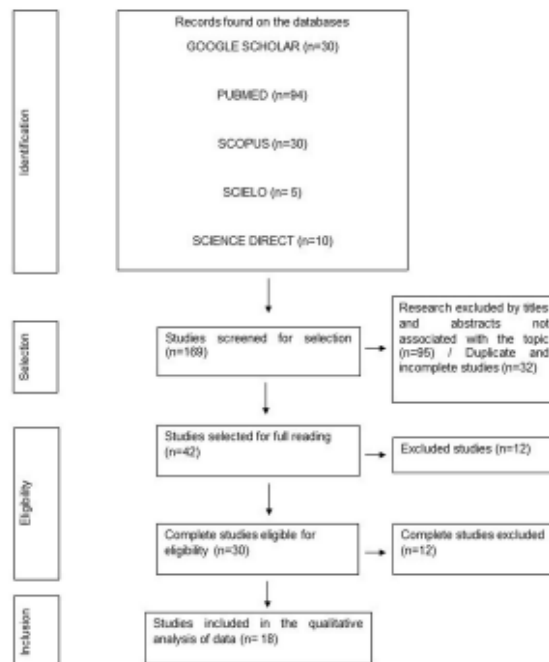 Identification
Records found on the databases
GOOGLE SCHOLAR (n=30)
PUBMED (n=94)
SCOPUS (n=30)
SCIELO (n= 5)
SCIENCE DIRECT (n=10)
Selection
Studies screened for selection
(n=169)
Research excluded by titles
and abstracts not
associated with the topic
(n=95) / Duplicate and
incomplete studies (n=32)
Eligibility
Studies selected for full reading
(n=42)
Excluded studies (n=12)
Complete studies eligible for
eligibility (n=30)
Complete studies excluded
(n=12)
Inclusion
Studies included in the qualitative
analysis of data (n= 18)